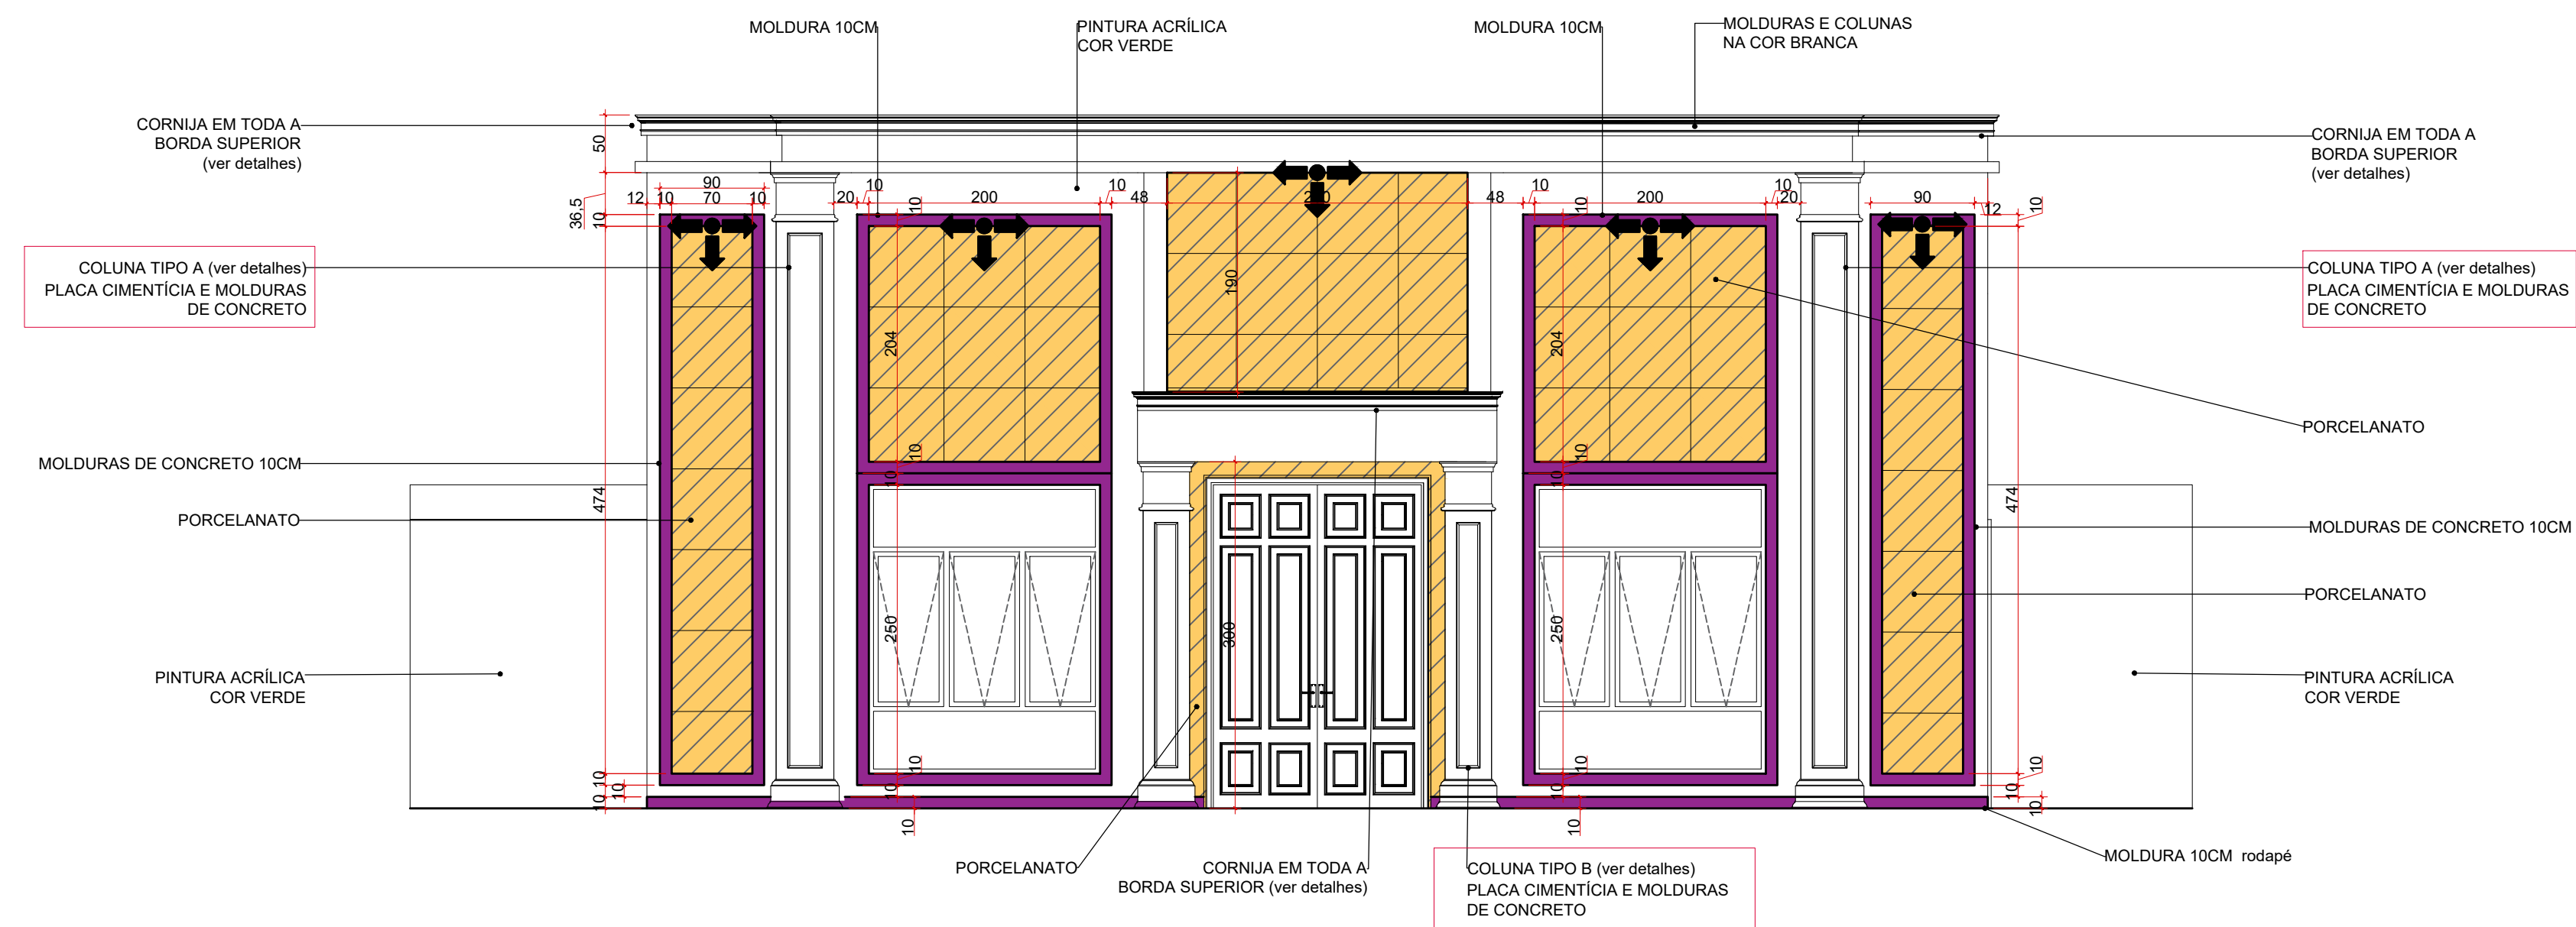 MOLDURA 10CM
PINTURA ACRÍLICA
COR VERDE
MOLDURA 10CM
MOLDURAS E COLUNAS
NA COR BRANCA
CORNIJA EM TODA A
BORDA SUPERIOR
(ver detalhes)
CORNIJA EM TODA A
BORDA SUPERIOR
(ver detalhes)
50
36,5
10
90
12
10
70
10
20
10
200
10
10
48
48
10
200
10
10
20
90
12
10
COLUNA TIPO A (ver detalhes)
PLACA CIMENTÍCIA E MOLDURAS
DE CONCRETO
COLUNA TIPO A (ver detalhes)
PLACA CIMENTÍCIA E MOLDURAS
DE CONCRETO
190
204
204
PORCELANATO
MOLDURAS DE CONCRETO 10CM
10
10
10
10
474
474
PORCELANATO
MOLDURAS DE CONCRETO 10CM
PORCELANATO
250
300
250
PINTURA ACRÍLICA
COR VERDE
PINTURA ACRÍLICA
COR VERDE
10
10
10
10
10
10
10
10
10
10
10
10
10
MOLDURA 10CM rodapé
PORCELANATO
CORNIJA EM TODA A
BORDA SUPERIOR (ver detalhes)
COLUNA TIPO B (ver detalhes)
PLACA CIMENTÍCIA E MOLDURAS
DE CONCRETO